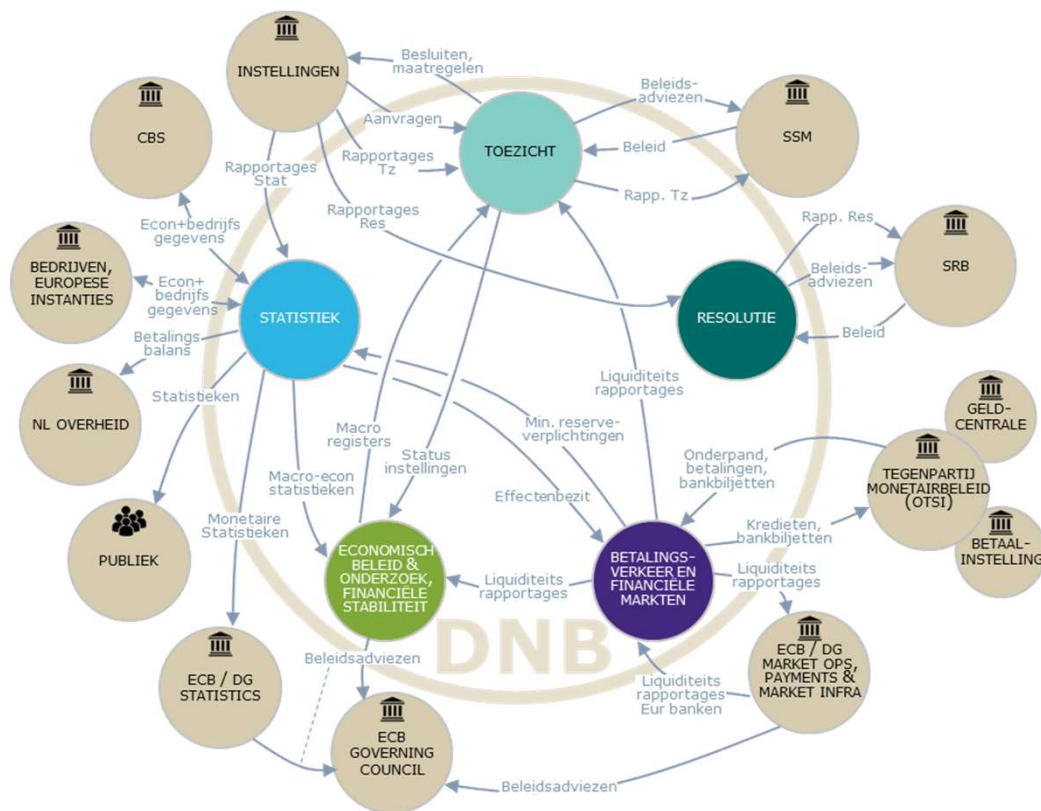 INSTELLINGEN
Besluiten,
maatregelen
Beleids-
adviezen
CBS
Aanvragen
SSM
TOEZICHT
Beleid
Rapportages
Tz
Rapportages
Stat
Rapp. Tz
Rapportages
Res
Rapp. Res
Econ+bedrijfs
gegevens
BEDRIJVEN,
EUROPESE
INSTANTIES
Econ+
bedrijfs
gegevens
Beleids-
adviezen
SRB
STATISTIEK
RESOLUTIE
Beleid
Betalings
balans
Liquiditeits
rapportages
Statistieken
NL OVERHEID
GELD-
CENTRALE
Macro
registers
Min. reserve-
verplichtingen
Status
instellingen
Onderpand,
betalingen,
bankbiljetten
TEGENPARTIJ
MONETAIRBELEID
(OTSI)
Macro-econ
statistieken
Effectenbezit
Monetaire
Statistieken
Kredieten,
bankbiljetten
PUBLIEK
BETAAL-
INSTELLING
ECONOMISCH
BELEID &
ONDERZOEK,
FINANCIËLE
STABILITEIT
Liquiditeits
rapportages
BETALINGS-
VERKEER EN
FINANCIËLE
MARKTEN
Liquiditeits
rapportages
DNB
Beleidsadviezen
ECB / DG
STATISTICS
Liquiditeits
rapportages
Eur banken
ECB / DG
MARKET OPS,
PAYMENTS &
MARKET INFRA
ECB
GOVERNING
COUNCIL
Beleidsadviezen